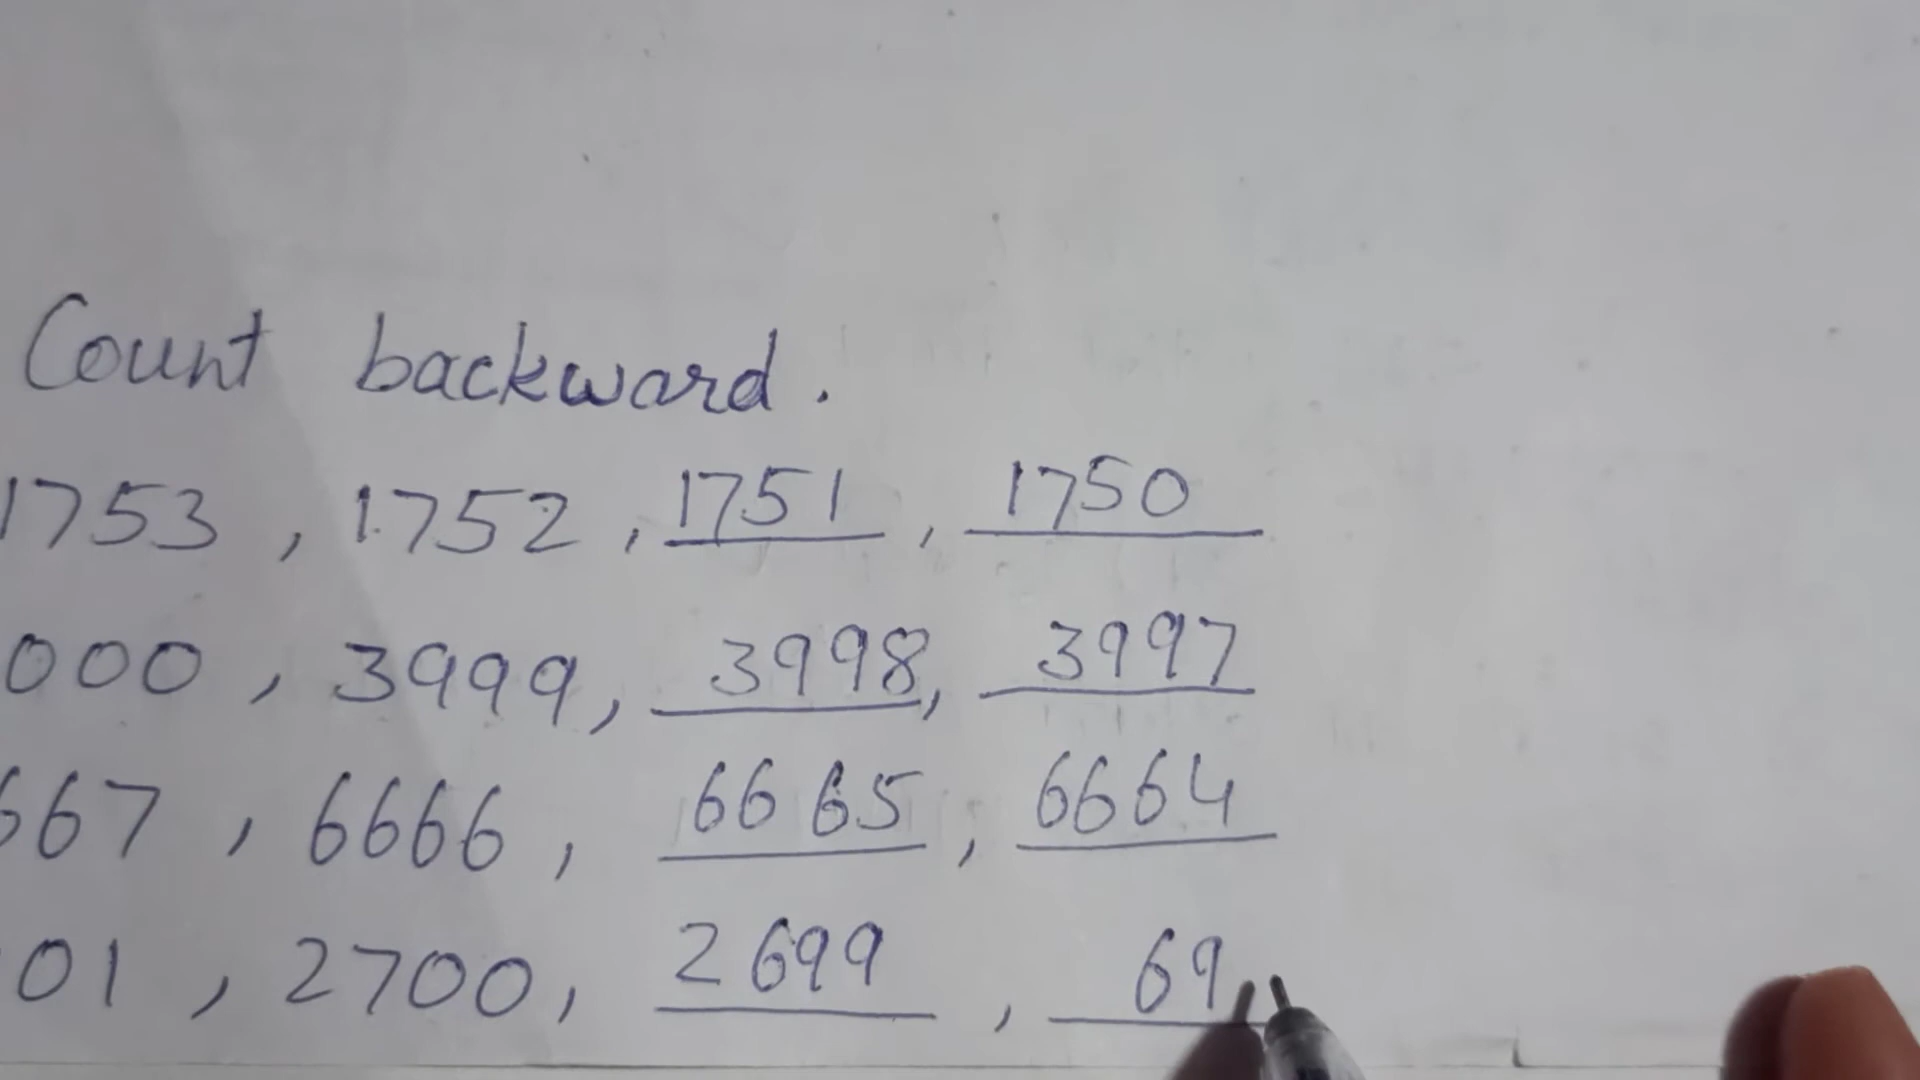 Count backward.
1753, 1752, 1751, 1750
000, 3999, 3998, 3997
667, 6666, 6665, 6664
01, 2700, 2699, 69